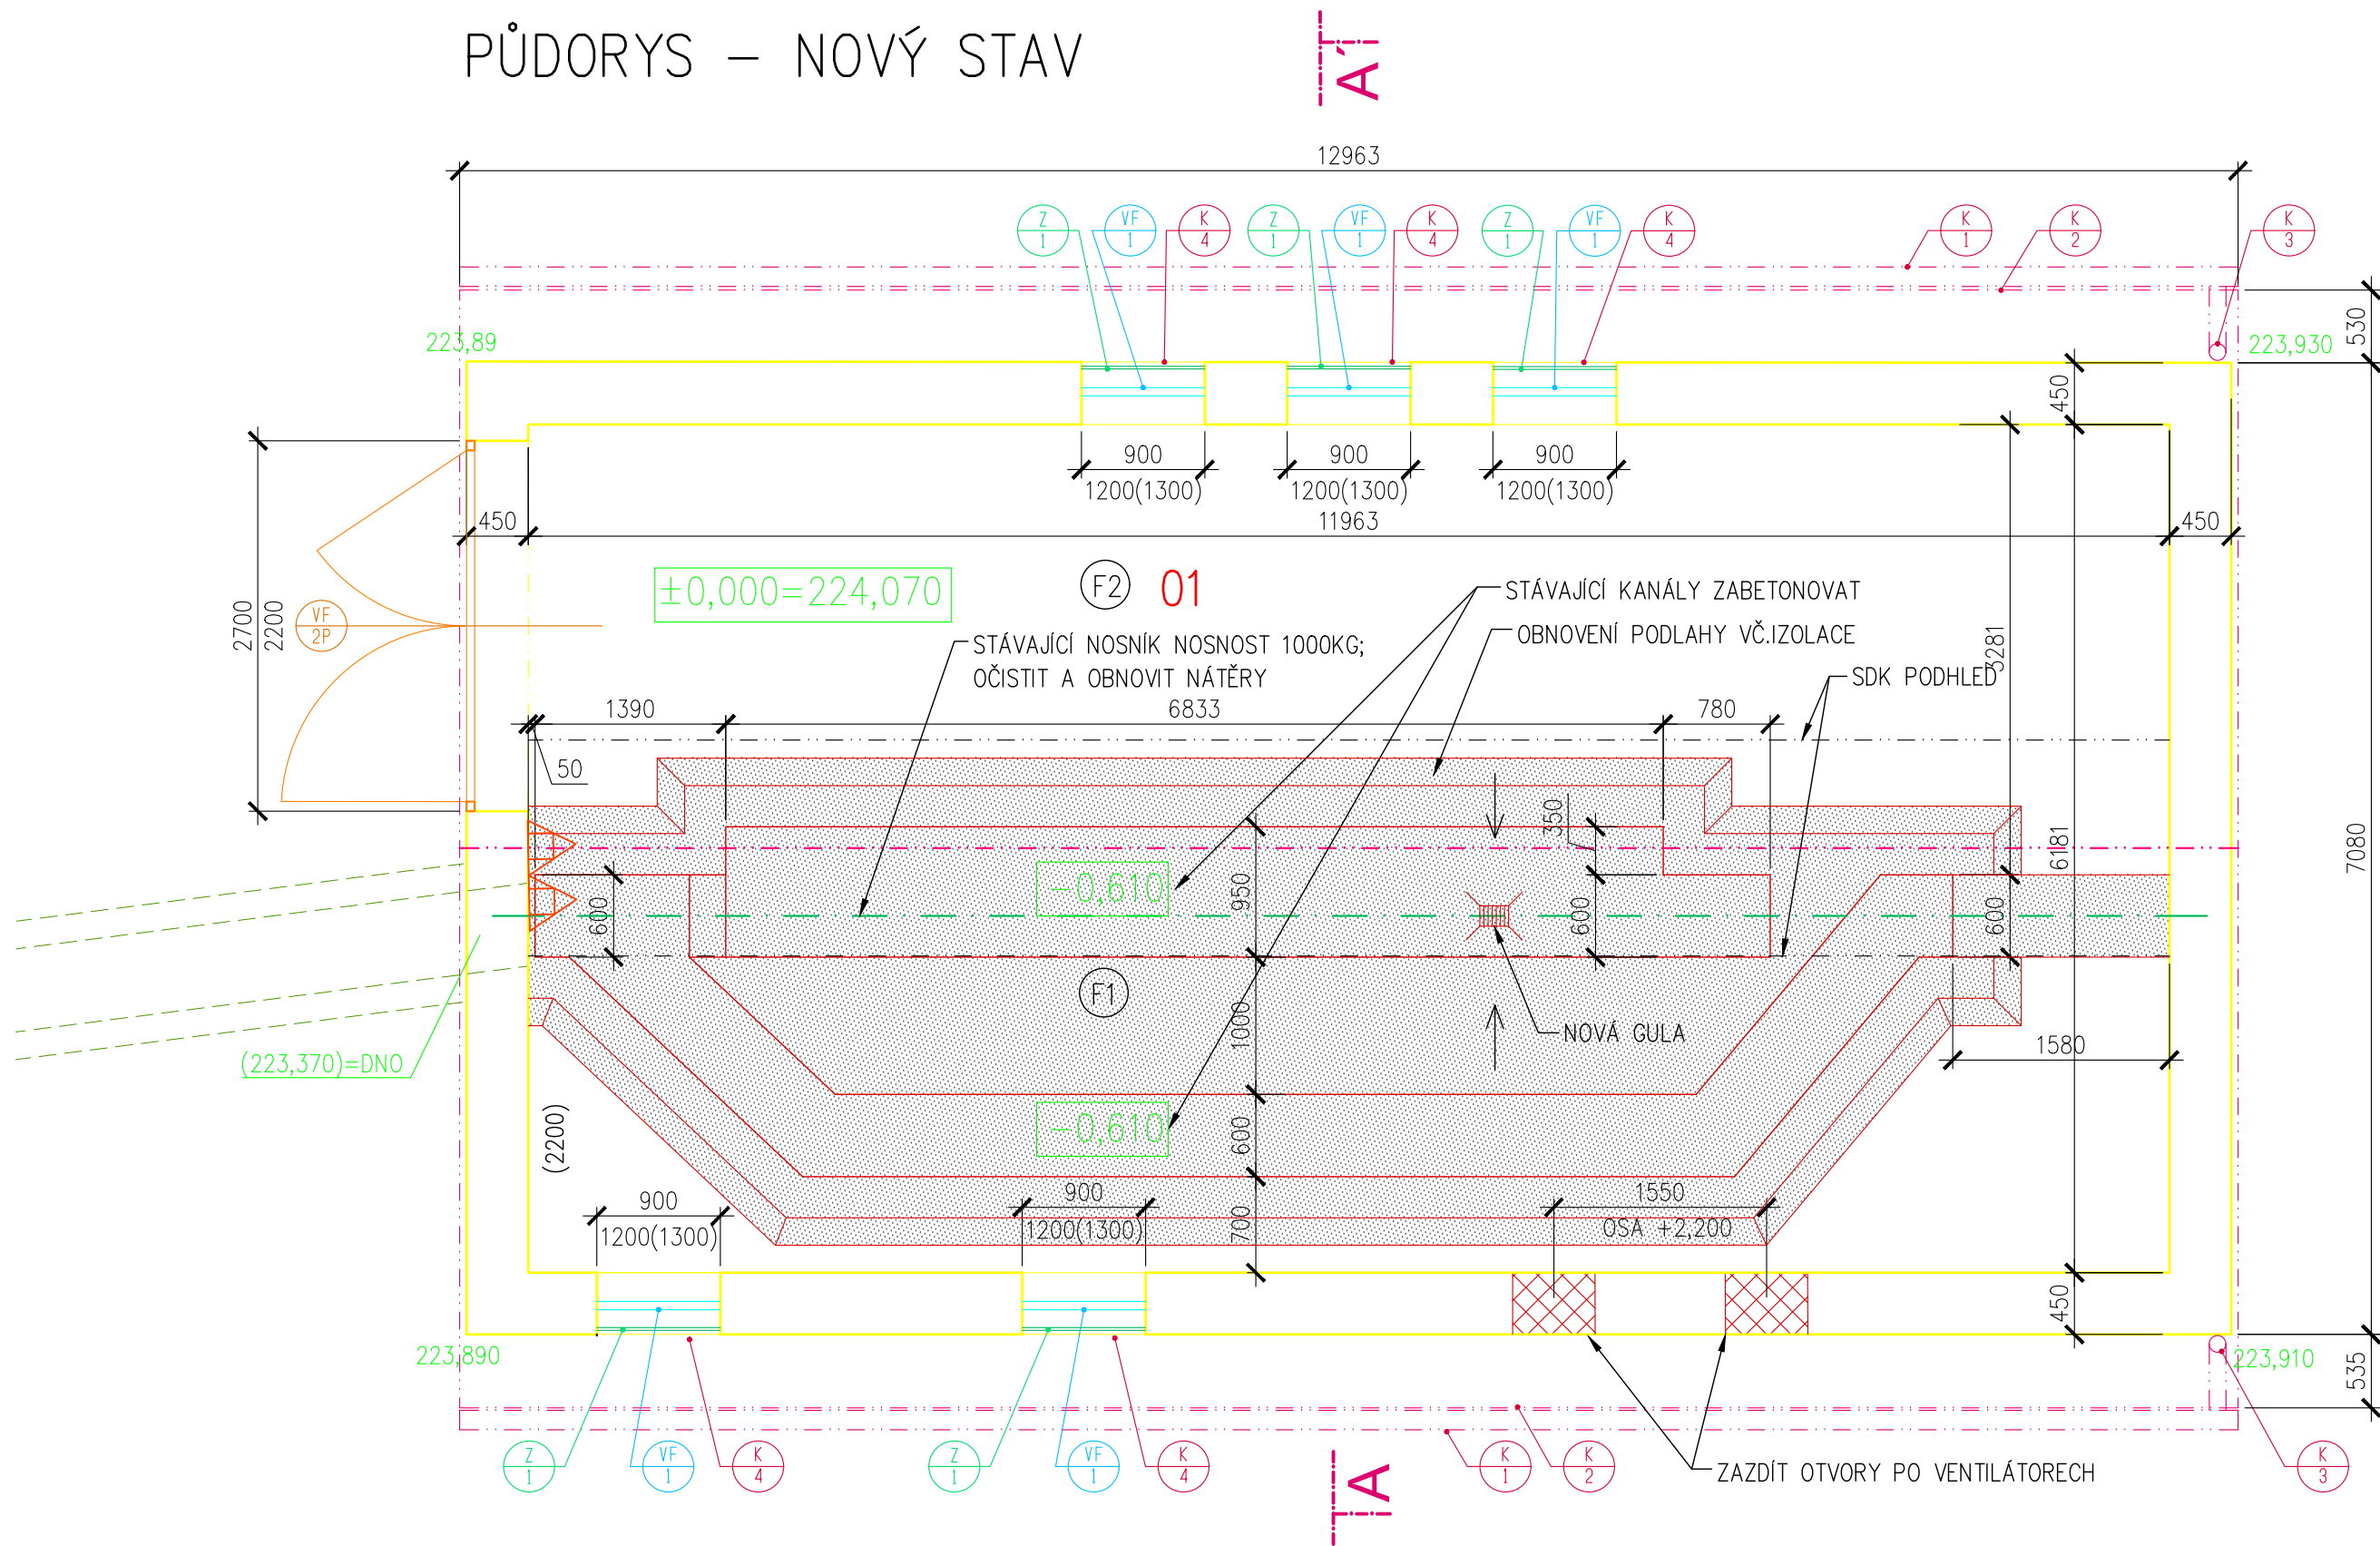 PŮDORYS – NOVÝ STAV
A´
12963
Z
1
VF
1
K
4
Z
1
VF
1
K
4
Z
1
VF
1
K
4
K
1
K
2
K
3
223,89
223,930
530
450
900
1200(1300)
900
1200(1300)
900
1200(1300)
450
11963
450
±0,000=224,070
F2
01
STÁVAJÍCÍ KANÁLY ZABETONOVAT
OBNOVENÍ PODLAHY VČ.IZOLACE
STÁVAJÍCÍ NOSNÍK NOSNOST 1000KG;
OČISTIT A OBNOVIT NÁTĚRY
SDK PODHLED
3281
2700
2200
VF
2P
1390
6833
780
50
350
6181
7080
-0,610
950
600
600
600
F1
1000
NOVÁ GULA
1580
(223,370)=DNO
(2200)
-0,610
600
900
1200(1300)
900
1200(1300)
700
1550
OSA +2,200
450
223,890
223,910
535
Z
1
VF
1
K
4
Z
1
VF
1
K
4
K
1
K
2
K
3
ZAZDÍT OTVORY PO VENTILÁTORECH
A